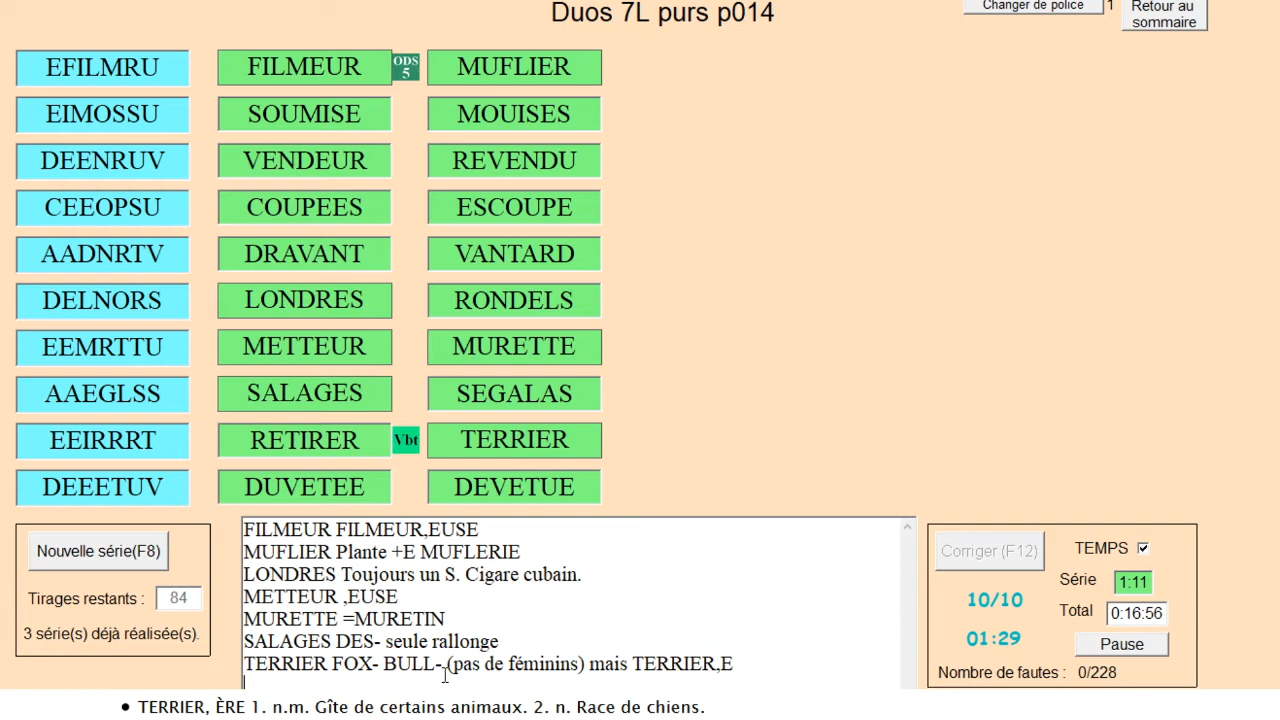 Duos 7L purs p014
Changer de police
1
Retour au
sommaire
EFILMRU FILMEUR ODS 5 MUFLIER
EIMOSSU SOUMISE MOUISES
DEENRUV VENDEUR REVENDU
CEEOPSU COUPEES ESCOUPE
AADNRTV DRAVANT VANTARD
DELNORS LONDRES RONDELS
EEMRTTU METTEUR MURETTE
AAEGLSS SALAGES SEGALAS
EEIRRRT RETIRER Vbt TERRIER
DEEETUV DUVETEE DEVETUE
Nouvelle série(F8)
Tirages restants : 84
3 série(s) déjà réalisée(s).
FILMEUR FILMEUR,EUSE
MUFLIER Plante +E MUFLERIE
LONDRES Toujours un S. Cigare cubain.
METTEUR ,EUSE
MURETTE =MURETIN
SALAGES DES- seule rallonge
TERRIER FOX- BULL- (pas de féminins) mais TERRIER,E
Corriger (F12)
TEMPS
10/10
Série 1:11
01:29
Total 0:16:56
Pause
Nombre de fautes : 0/228
• TERRIER, ÈRE 1. n.m. Gîte de certains animaux. 2. n. Race de chiens.